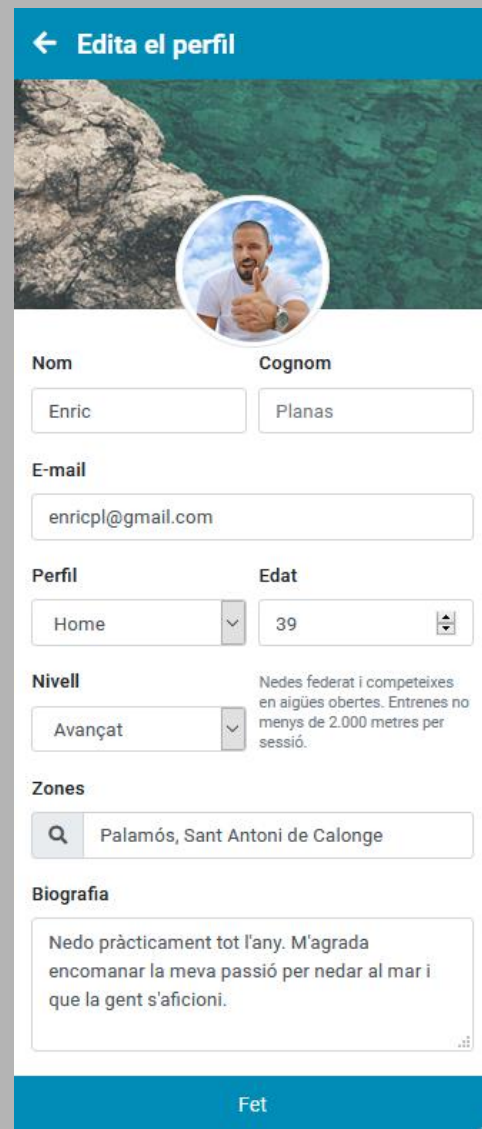 Edita el perfil
Nom
Cognom
Enric
Planas
E-mail
enricpl@gmail.com
Perfil
Edat
Home
39
Nivell
Avançat
Nedes federat i competeixes
en aigües obertes. Entrenes no
menys de 2.000 metres per
sessió.
Zones
Palamós, Sant Antoni de Calonge
Biografia
Nedo pràcticament tot l'any. M'agrada
encomanar la meva passió per nedar al mar i
que la gent s'aficioni.
Fet